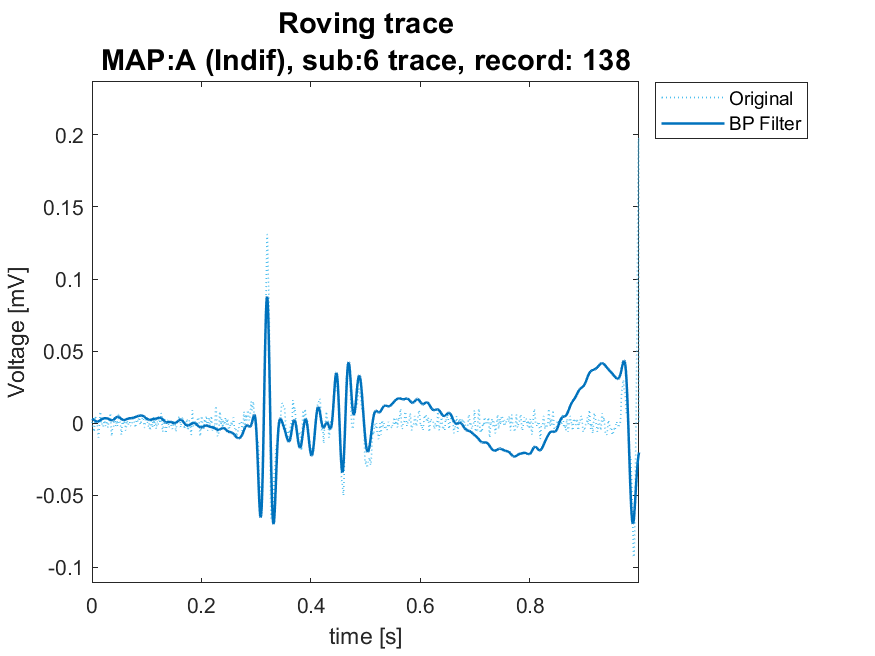 Roving trace
MAP:A (Indif), sub:6 trace, record: 138
Original
BP Filter
0.2
0.15
0.1
0.05
0
-0.05
-0.1
Voltage [mV]
0
0.2
0.4
0.6
0.8
time [s]